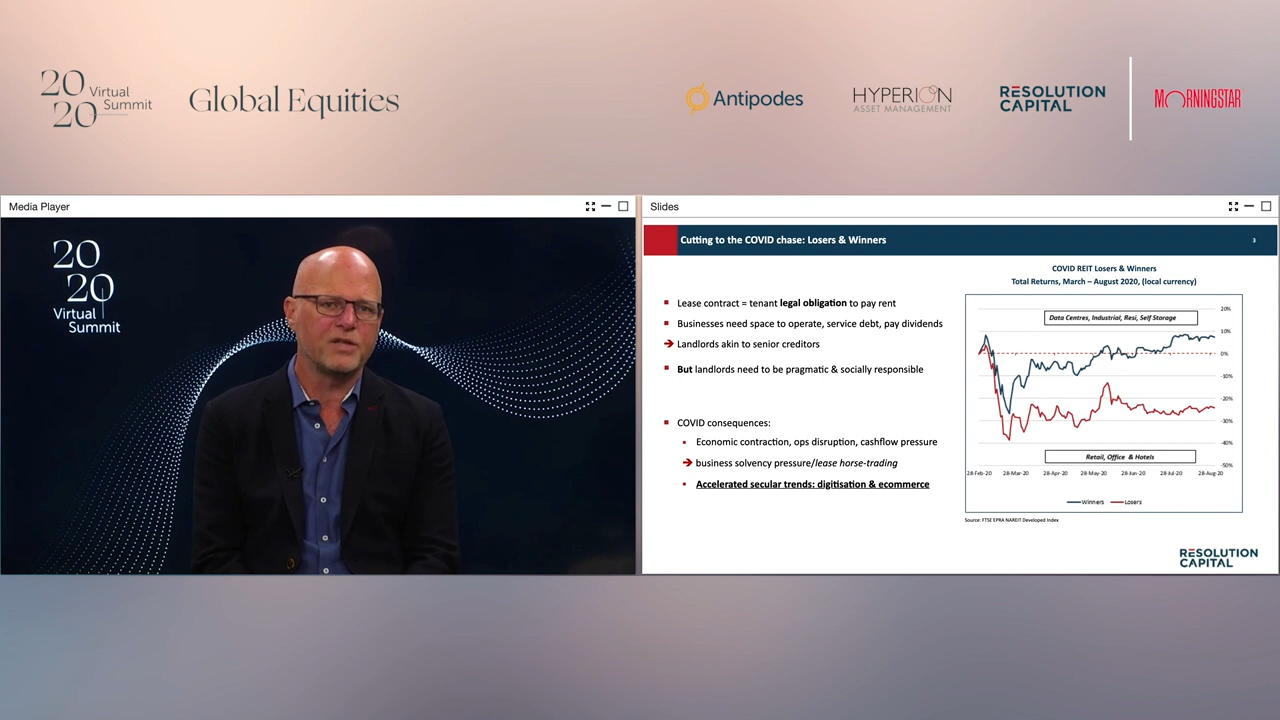 20
20
Virtual
Summit
Global Equities
Antipodes
HYPERION
ASSET MANAGEMENT
RESOLUTION
CAPITAL
MORNINGSTAR
Media Player
20
20
Virtual
Summit
Slides
Cutting to the COVID chase: Losers & Winners
3
Lease contract = tenant legal obligation to pay rent
Businesses need space to operate, service debt, pay dividends
Landlords akin to senior creditors
But landlords need to be pragmatic & socially responsible
COVID consequences:
Economic contraction, ops disruption, cashflow pressure
business solvency pressure/lease horse-trading
Accelerated secular trends: digitisation & ecommerce
COVID REIT Losers & Winners
Total Returns, March – August 2020, (local currency)
Data Centres, Industrial, Resi, Self Storage
20%
10%
0%
-10%
-20%
-30%
-40%
-50%
Retail, Office & Hotels
28-Feb-20 28-Mar-20 28-Apr-20 28-May-20 28-Jun-20 28-Jul-20 28-Aug-20
Winners Losers
Source: FTSE EPRA NAREIT Developed Index
RESOLUTION
CAPITAL